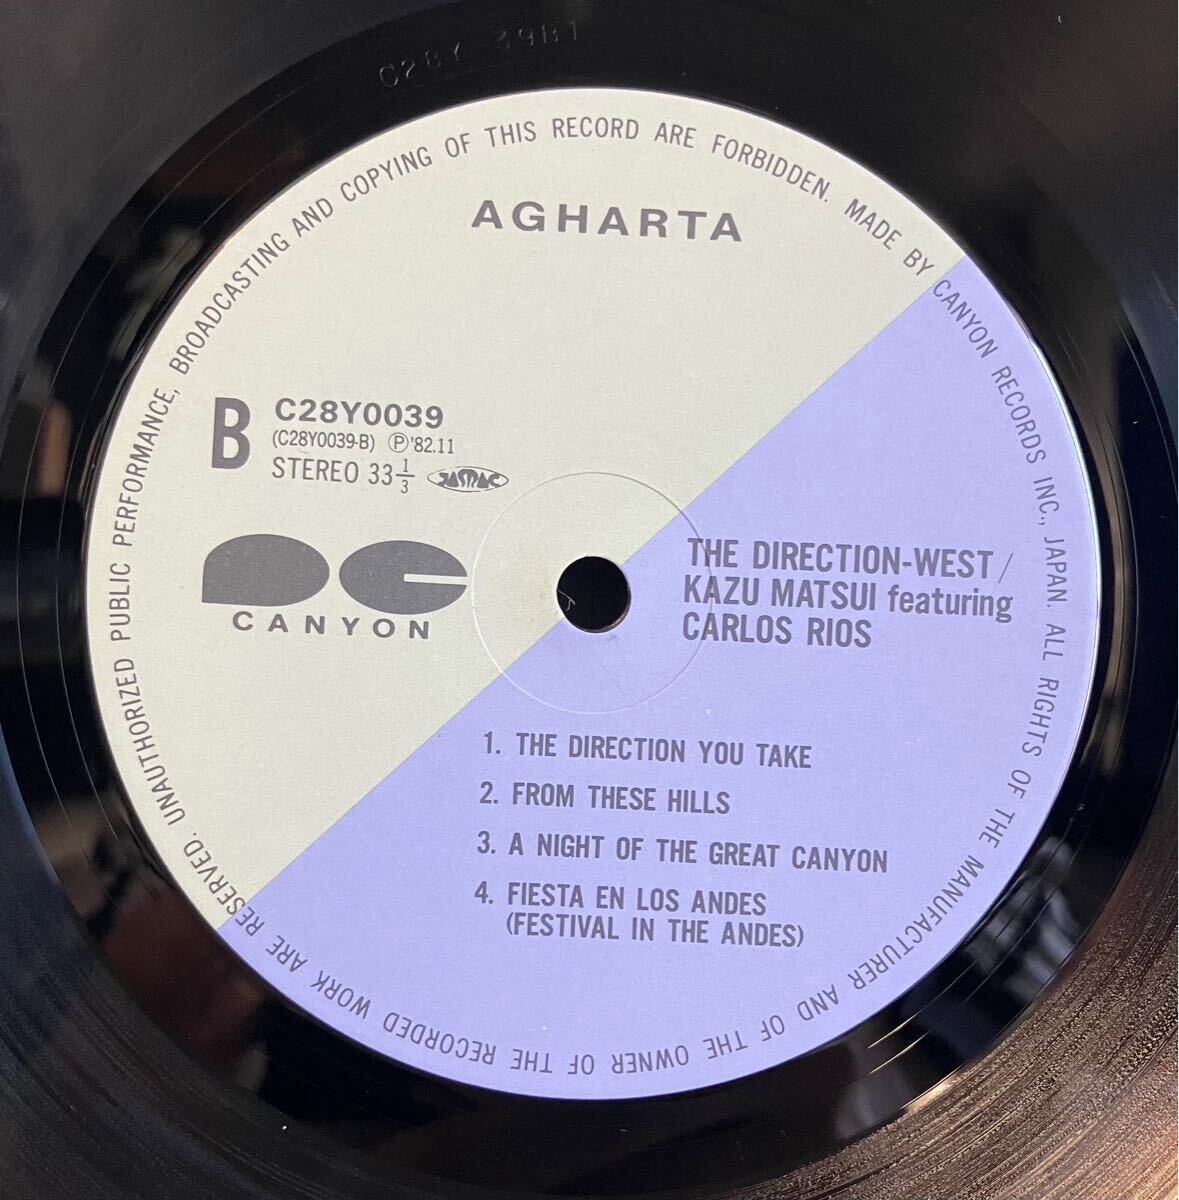 C28Y-39B1
UNAUTHORIZED PUBLIC PERFORMANCE, BROADCASTING AND COPYING OF THIS RECORD ARE FORBIDDEN. MADE BY CANYON RECORDS INC., JAPAN. ALL RIGHTS OF THE MANUFACTURER AND OF THE OWNER OF THE RECORDED WORK ARE RESERVED.
AGHARTA
B C28Y0039
(C28Y0039-B) Ⓟ'82.11
STEREO 33 1/3 JASRAC
PC
CANYON
THE DIRECTION-WEST/
KAZU MATSUI featuring
CARLOS RIOS
1. THE DIRECTION YOU TAKE
2. FROM THESE HILLS
3. A NIGHT OF THE GREAT CANYON
4. FIESTA EN LOS ANDES
(FESTIVAL IN THE ANDES)